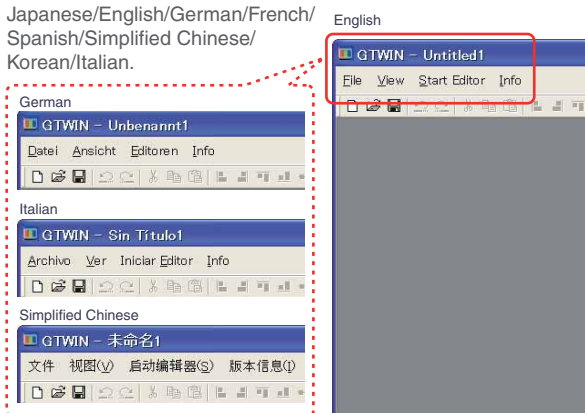 Japanese/English/German/French/
Spanish/Simplified Chinese/
Korean/Italian.
English
GTWIN - Untitled1
File View Start Editor Info
German
GTWIN - Unbenannt1
Datei Ansicht Editoren Info
Italian
GTWIN - Sin Título1
Archivo Ver Iniciar Editor Info
Simplified Chinese
GTWIN - 未命名1
文件 视图(V) 启动编辑器(S) 版本信息(I)